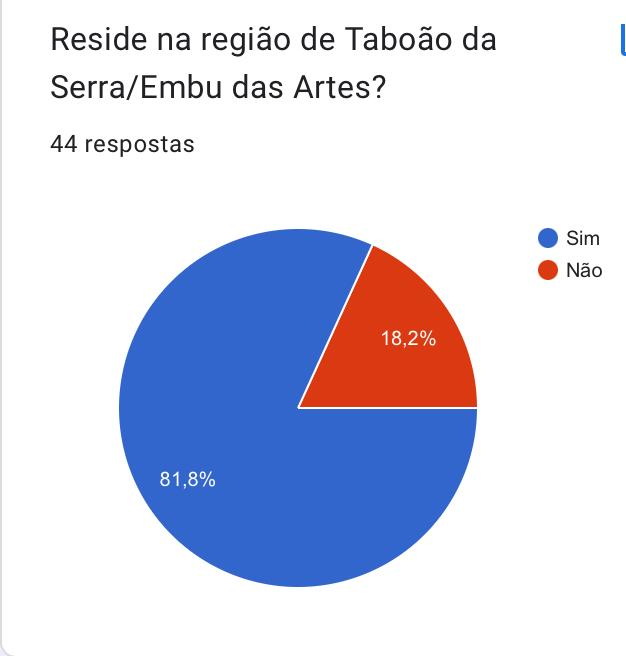 Reside na região de Taboão da
Serra/Embu das Artes?
44 respostas
Sim
Não
18,2%
81,8%